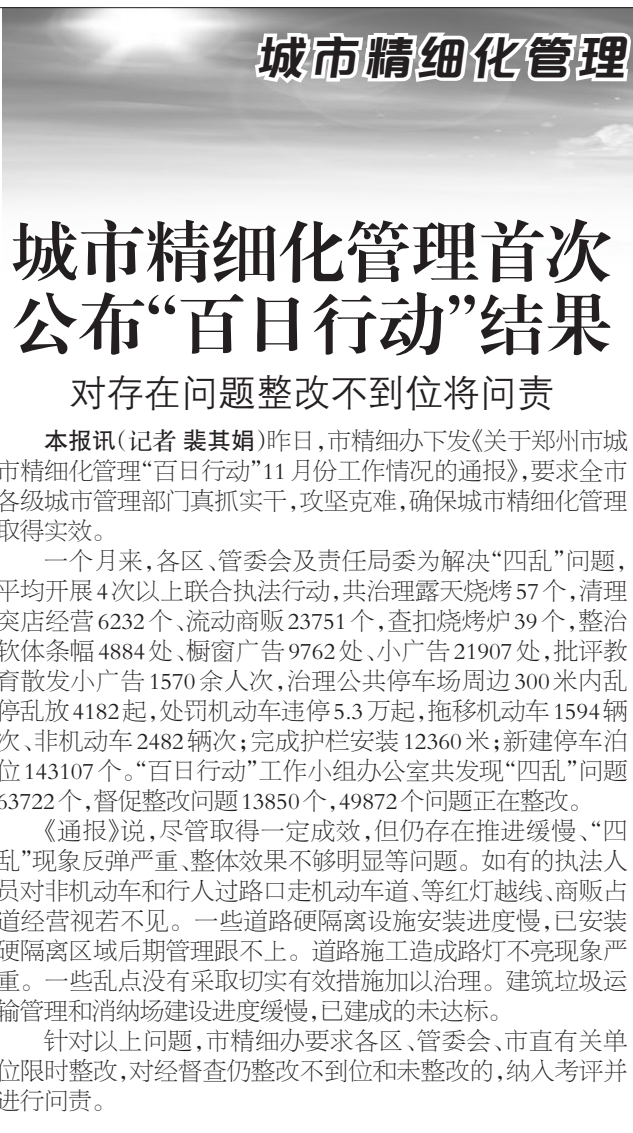 城市精细化管理
城市精细化管理首次
公布“百日行动”结果
对存在问题整改不到位将问责
本报讯(记者 裴其娟)昨日,市精细办下发《关于郑州市城
市精细化管理“百日行动”11月份工作情况的通报》,要求全市
各级城市管理部门真抓实干,攻坚克难,确保城市精细化管理
取得实效。
一个月来,各区、管委会及责任局委为解决“四乱”问题,
平均开展4次以上联合执法行动,共治理露天烧烤57个,清理
突店经营6232个、流动商贩23751个,查扣烧烤炉39个,整治
软体条幅4884处、橱窗广告9762处、小广告21907处,批评教
育散发小广告1570余人次,治理公共停车场周边300米内乱
停乱放4182起,处罚机动车违停5.3万起,拖移机动车1594辆
次、非机动车2482辆次;完成护栏安装12360米;新建停车泊
位143107个。“百日行动”工作小组办公室共发现“四乱”问题
63722个,督促整改问题13850个,49872个问题正在整改。
《通报》说,尽管取得一定成效,但仍存在推进缓慢、“四
乱”现象反弹严重、整体效果不够明显等问题。如有的执法人
员对非机动车和行人过路口走机动车道、等红灯越线、商贩占
道经营视若不见。一些道路硬隔离设施安装进度慢,已安装
硬隔离区域后期管理跟不上。道路施工造成路灯不亮现象严
重。一些乱点没有采取切实有效措施加以治理。建筑垃圾运
输管理和消纳场建设进度缓慢,已建成的未达标。
针对以上问题,市精细办要求各区、管委会、市直有关单
位限时整改,对经督查仍整改不到位和未整改的,纳入考评并
进行问责。